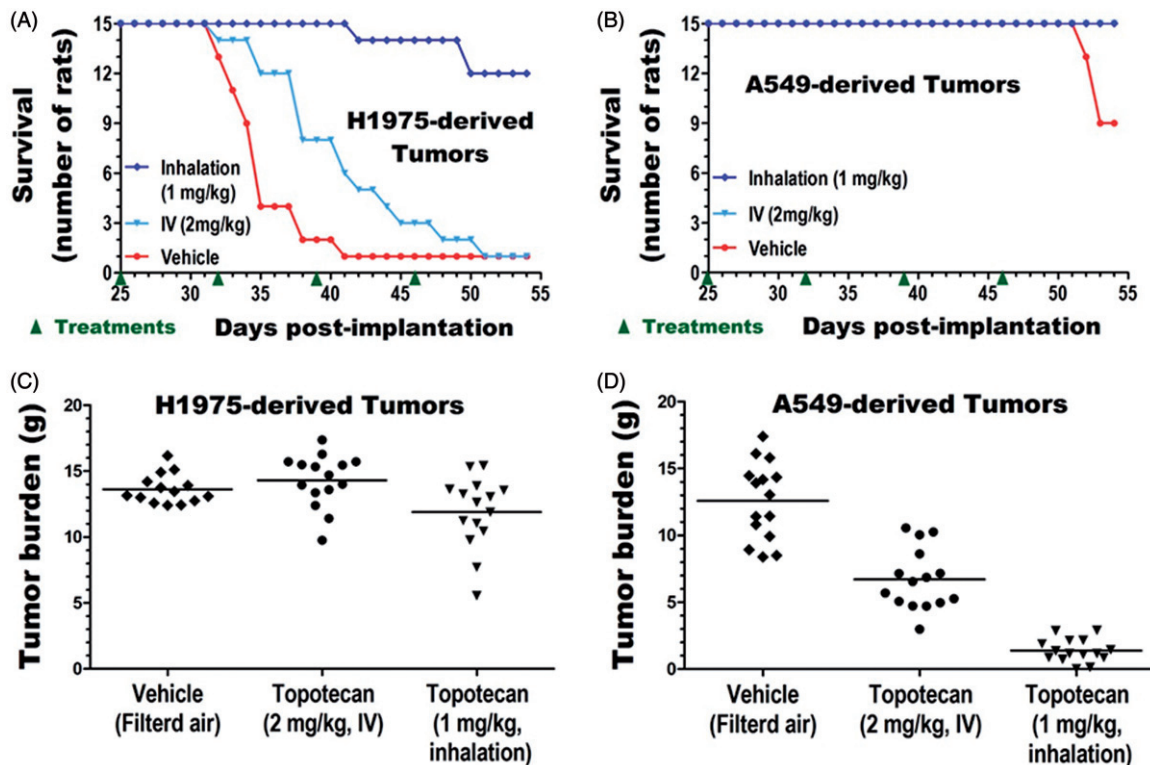 (A)
15
12
9
6
3
0
Survival
(number of rats)
H1975-derived
Tumors
Inhalation
(1 mg/kg)
IV (2mg/kg)
Vehicle
25 30 35 40 45 50 55
Treatments
Days post-implantation
(B)
15
12
9
6
3
0
Survival
(number of rats)
A549-derived Tumors
Inhalation (1 mg/kg)
IV (2mg/kg)
Vehicle
25 30 35 40 45 50 55
Treatments
Days post-implantation
(C)
H1975-derived Tumors
20
15
10
5
0
Tumor burden (g)
Vehicle
(Filterd air)
Topotecan
(2 mg/kg, IV)
Topotecan
(1 mg/kg,
inhalation)
(D)
A549-derived Tumors
20
15
10
5
0
Tumor burden (g)
Vehicle
(Filterd air)
Topotecan
(2 mg/kg, IV)
Topotecan
(1 mg/kg,
inhalation)